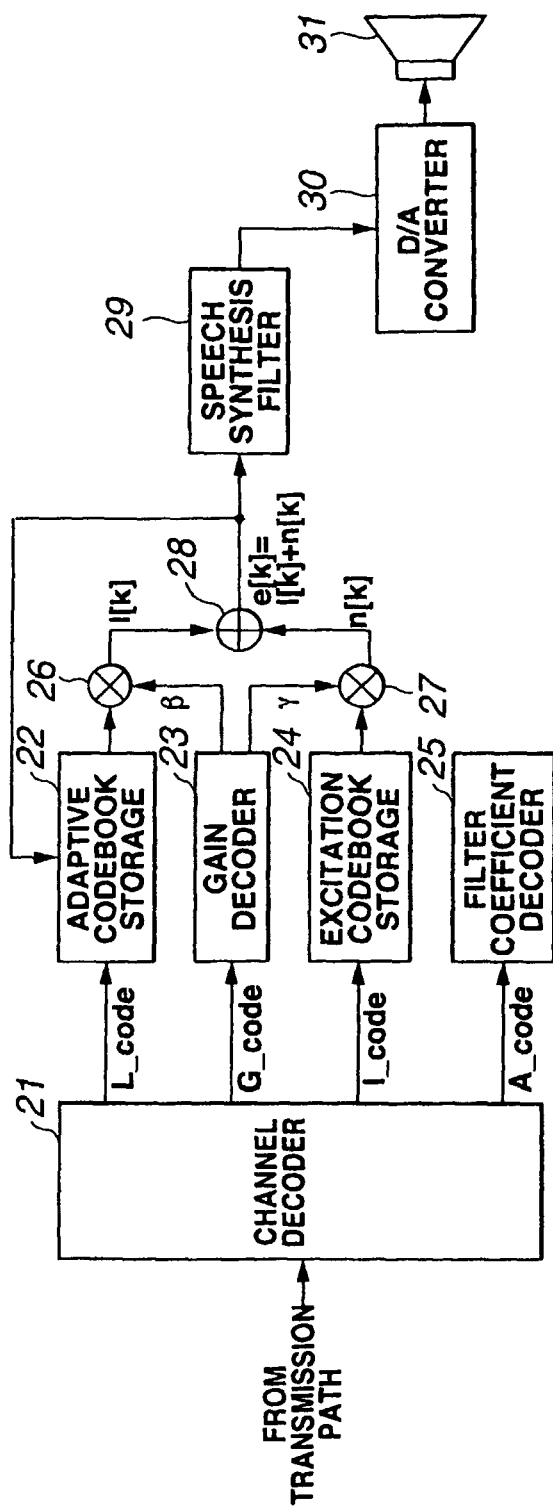 FROM
TRANSMISSION
PATH
21
CHANNEL
DECODER
L_code
G_code
I_code
A_code
22
ADAPTIVE
CODEBOOK
STORAGE
23
GAIN
DECODER
24
EXCITATION
CODEBOOK
STORAGE
25
FILTER
COEFFICIENT
DECODER
26
β
l[k]
γ
27
n[k]
28
e[k]=
l[k]+n[k]
29
SPEECH
SYNTHESIS
FILTER
30
D/A
CONVERTER
31